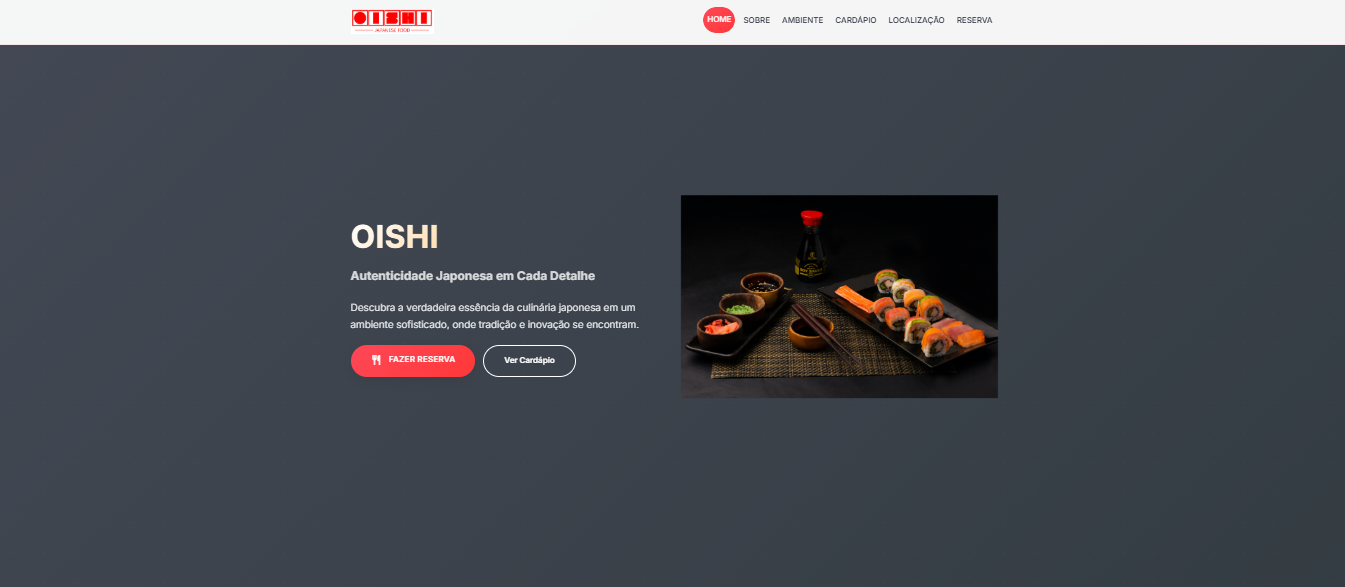 OISHI
JAPANESE FOOD
HOME SOBRE AMBIENTE CARDÁPIO LOCALIZAÇÃO RESERVA
OISHI
Autenticidade Japonesa em Cada Detalhe
Descubra a verdadeira essência da culinária japonesa em um
ambiente sofisticado, onde tradição e inovação se encontram.
FAZER RESERVA Ver Cardápio